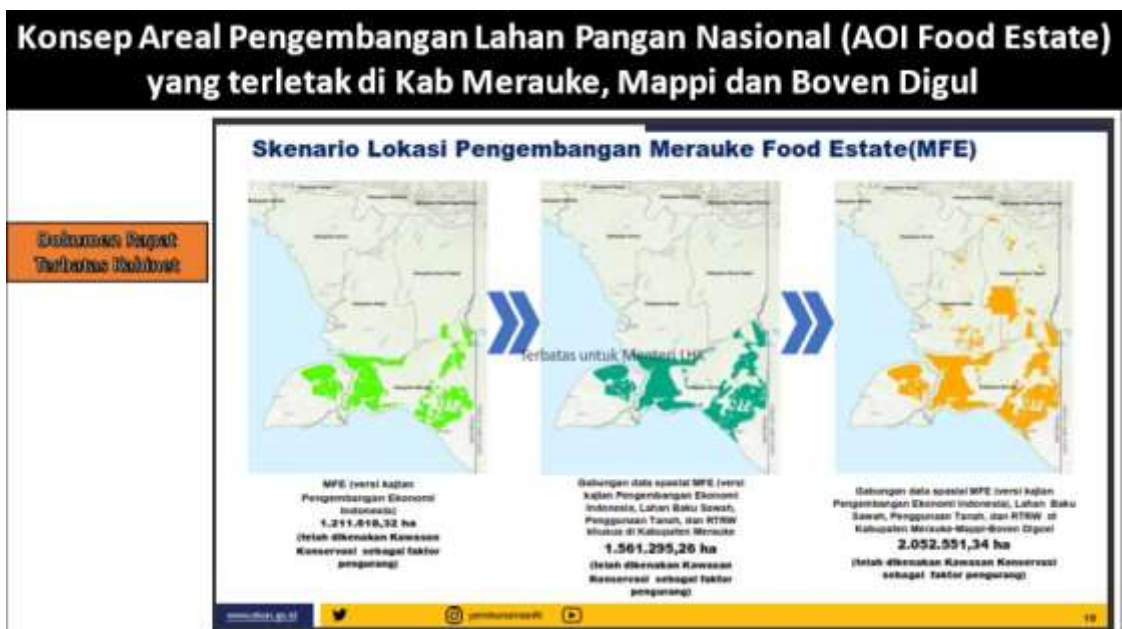 Konsep Areal Pengembangan Lahan Pangan Nasional (AOI Food Estate)
yang terletak di Kab Merauke, Mappi dan Boven Digul
Skenario Lokasi Pengembangan Merauke Food Estate(MFE)
Dokumen Rapat
Terbatas Kabinet
Terbatas untuk Menteri LHK
MFE (versi kajian
Pengembangan Ekonomi
Indonesia)
(telah dikenakan Kawasan
Konservasi sebagai faktor
pengurang)
Gabungan data spasial MFE (versi
kajian Pengembangan Ekonomi
Indonesia, Lahan Baku Sawah,
Penggunaan Tanah, dan RTRW
khusus di Kabupaten Merauke
1.561.295,26 ha
(telah dikenakan Kawasan
Konservasi sebagai faktor
pengurang)
Gabungan data spasial MFE (versi kajian
Pengembangan Ekonomi Indonesia), Lahan Baku
Sawah, Penggunaan Tanah, dan RTRW di
Kabupaten Merauke-Mappi-Boven Digoel
2.052.551,34 ha
(telah dikenakan Kawasan Konservasi
sebagai faktor pengurang)